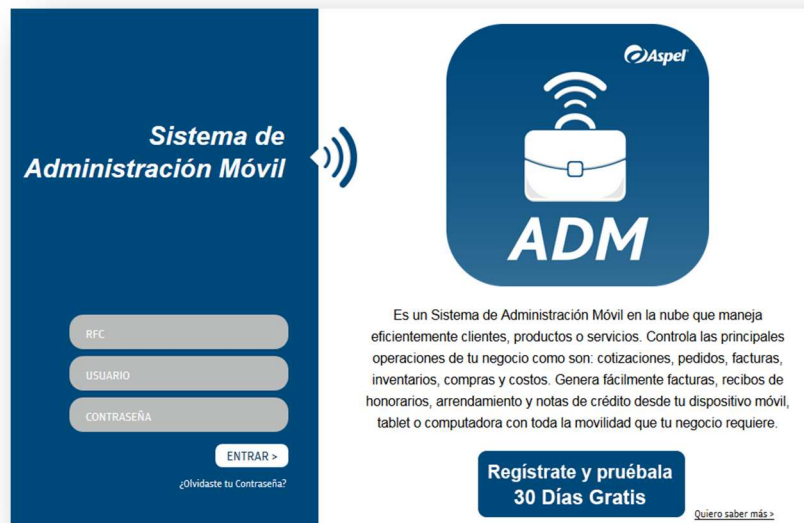 Sistema de
Administración Móvil
RFC
USUARIO
CONTRASEÑA
ENTRAR >
¿Olvidaste tu Contraseña?
Aspel
ADM
Es un Sistema de Administración Móvil en la nube que maneja
eficientemente clientes, productos o servicios. Controla las principales
operaciones de tu negocio como son: cotizaciones, pedidos, facturas,
inventarios, compras y costos. Genera fácilmente facturas, recibos de
honorarios, arrendamiento y notas de crédito desde tu dispositivo móvil,
tablet o computadora con toda la movilidad que tu negocio requiere.
Regístrate y pruébala
30 Días Gratis
Quiero saber más >